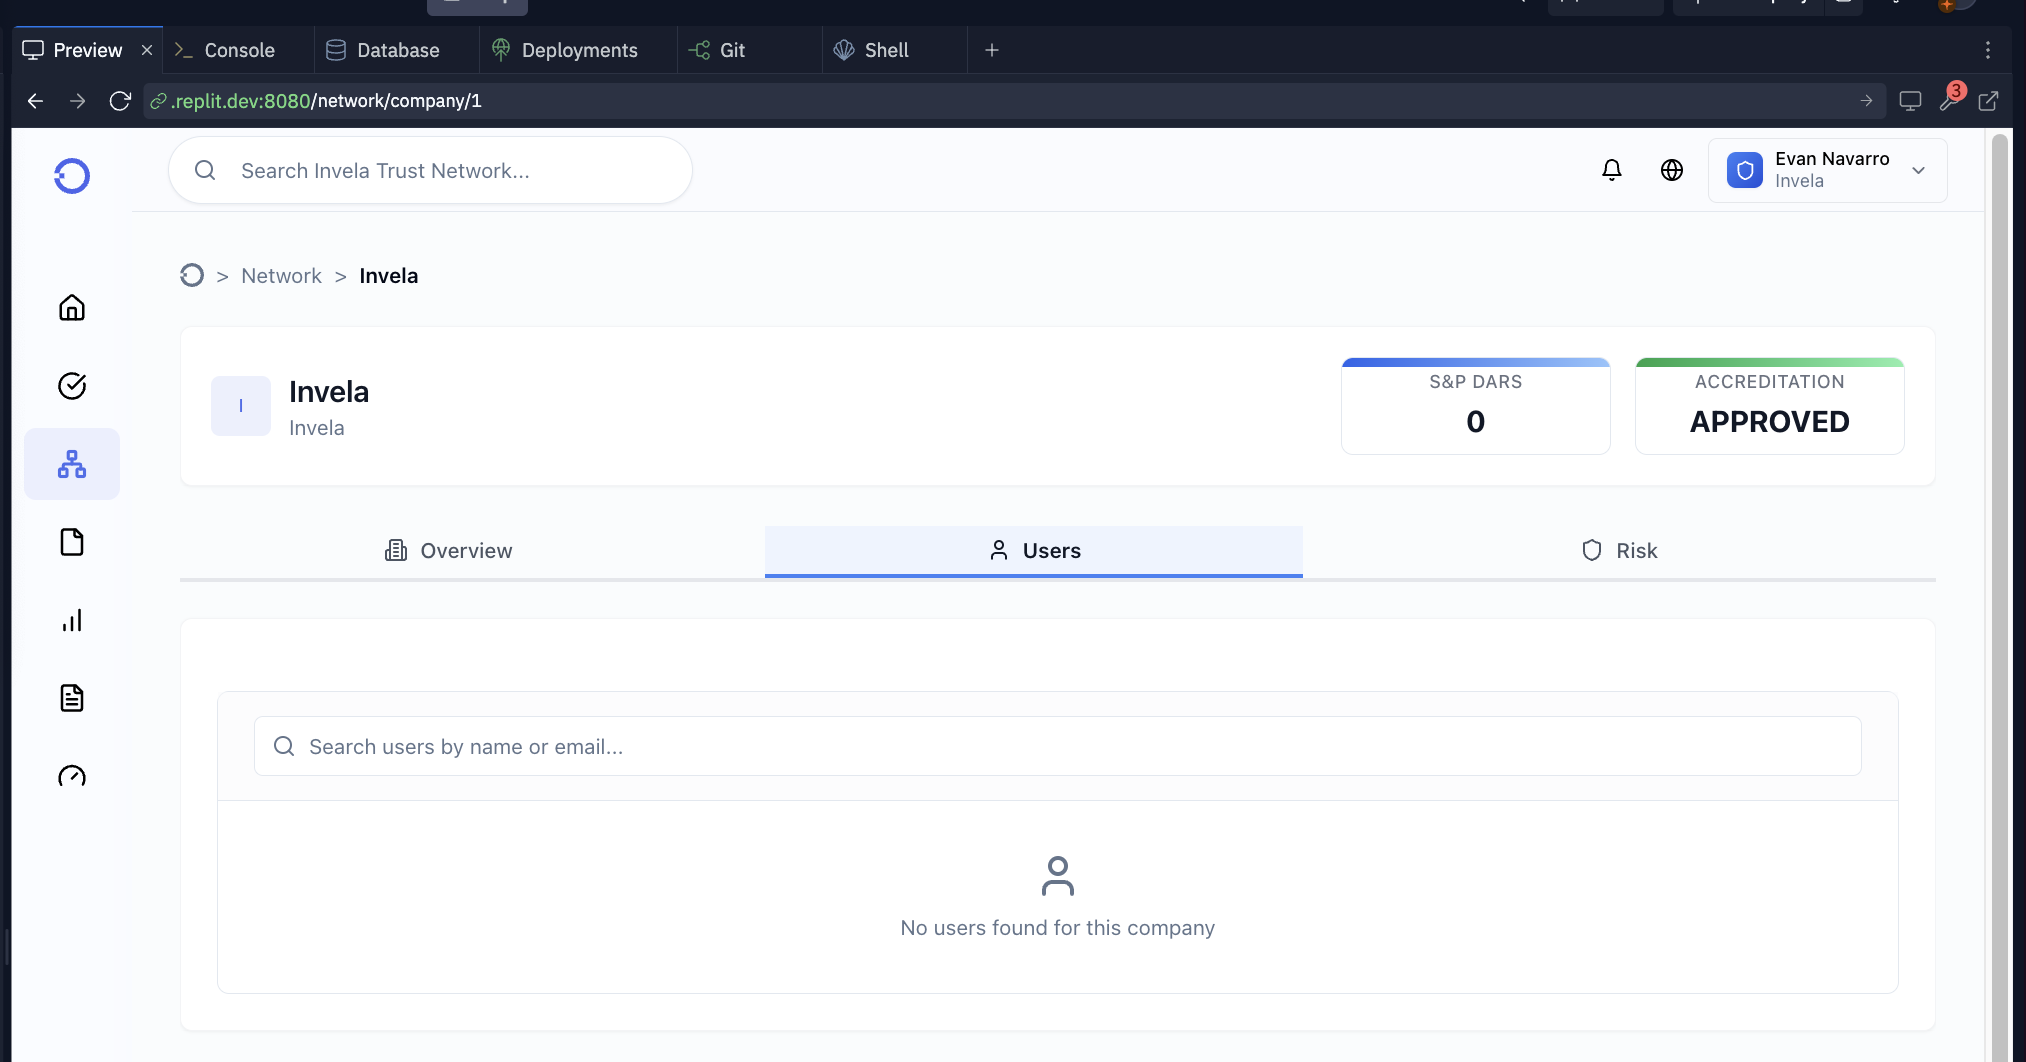 Preview
Console
Database
Deployments
Git
Shell
.replit.dev:8080/network/company/1
3
Search Invela Trust Network...
Evan Navarro
Invela
> Network > Invela
I
Invela
Invela
S&P DARS
0
ACCREDITATION
APPROVED
Overview
Users
Risk
Search users by name or email...
No users found for this company